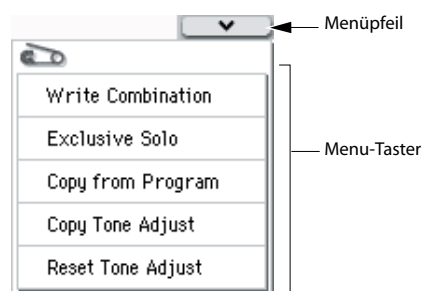 Menüpfeil
Write Combination
Exclusive Solo
Copy from Program
Menu-Taster
Copy Tone Adjust
Reset Tone Adjust